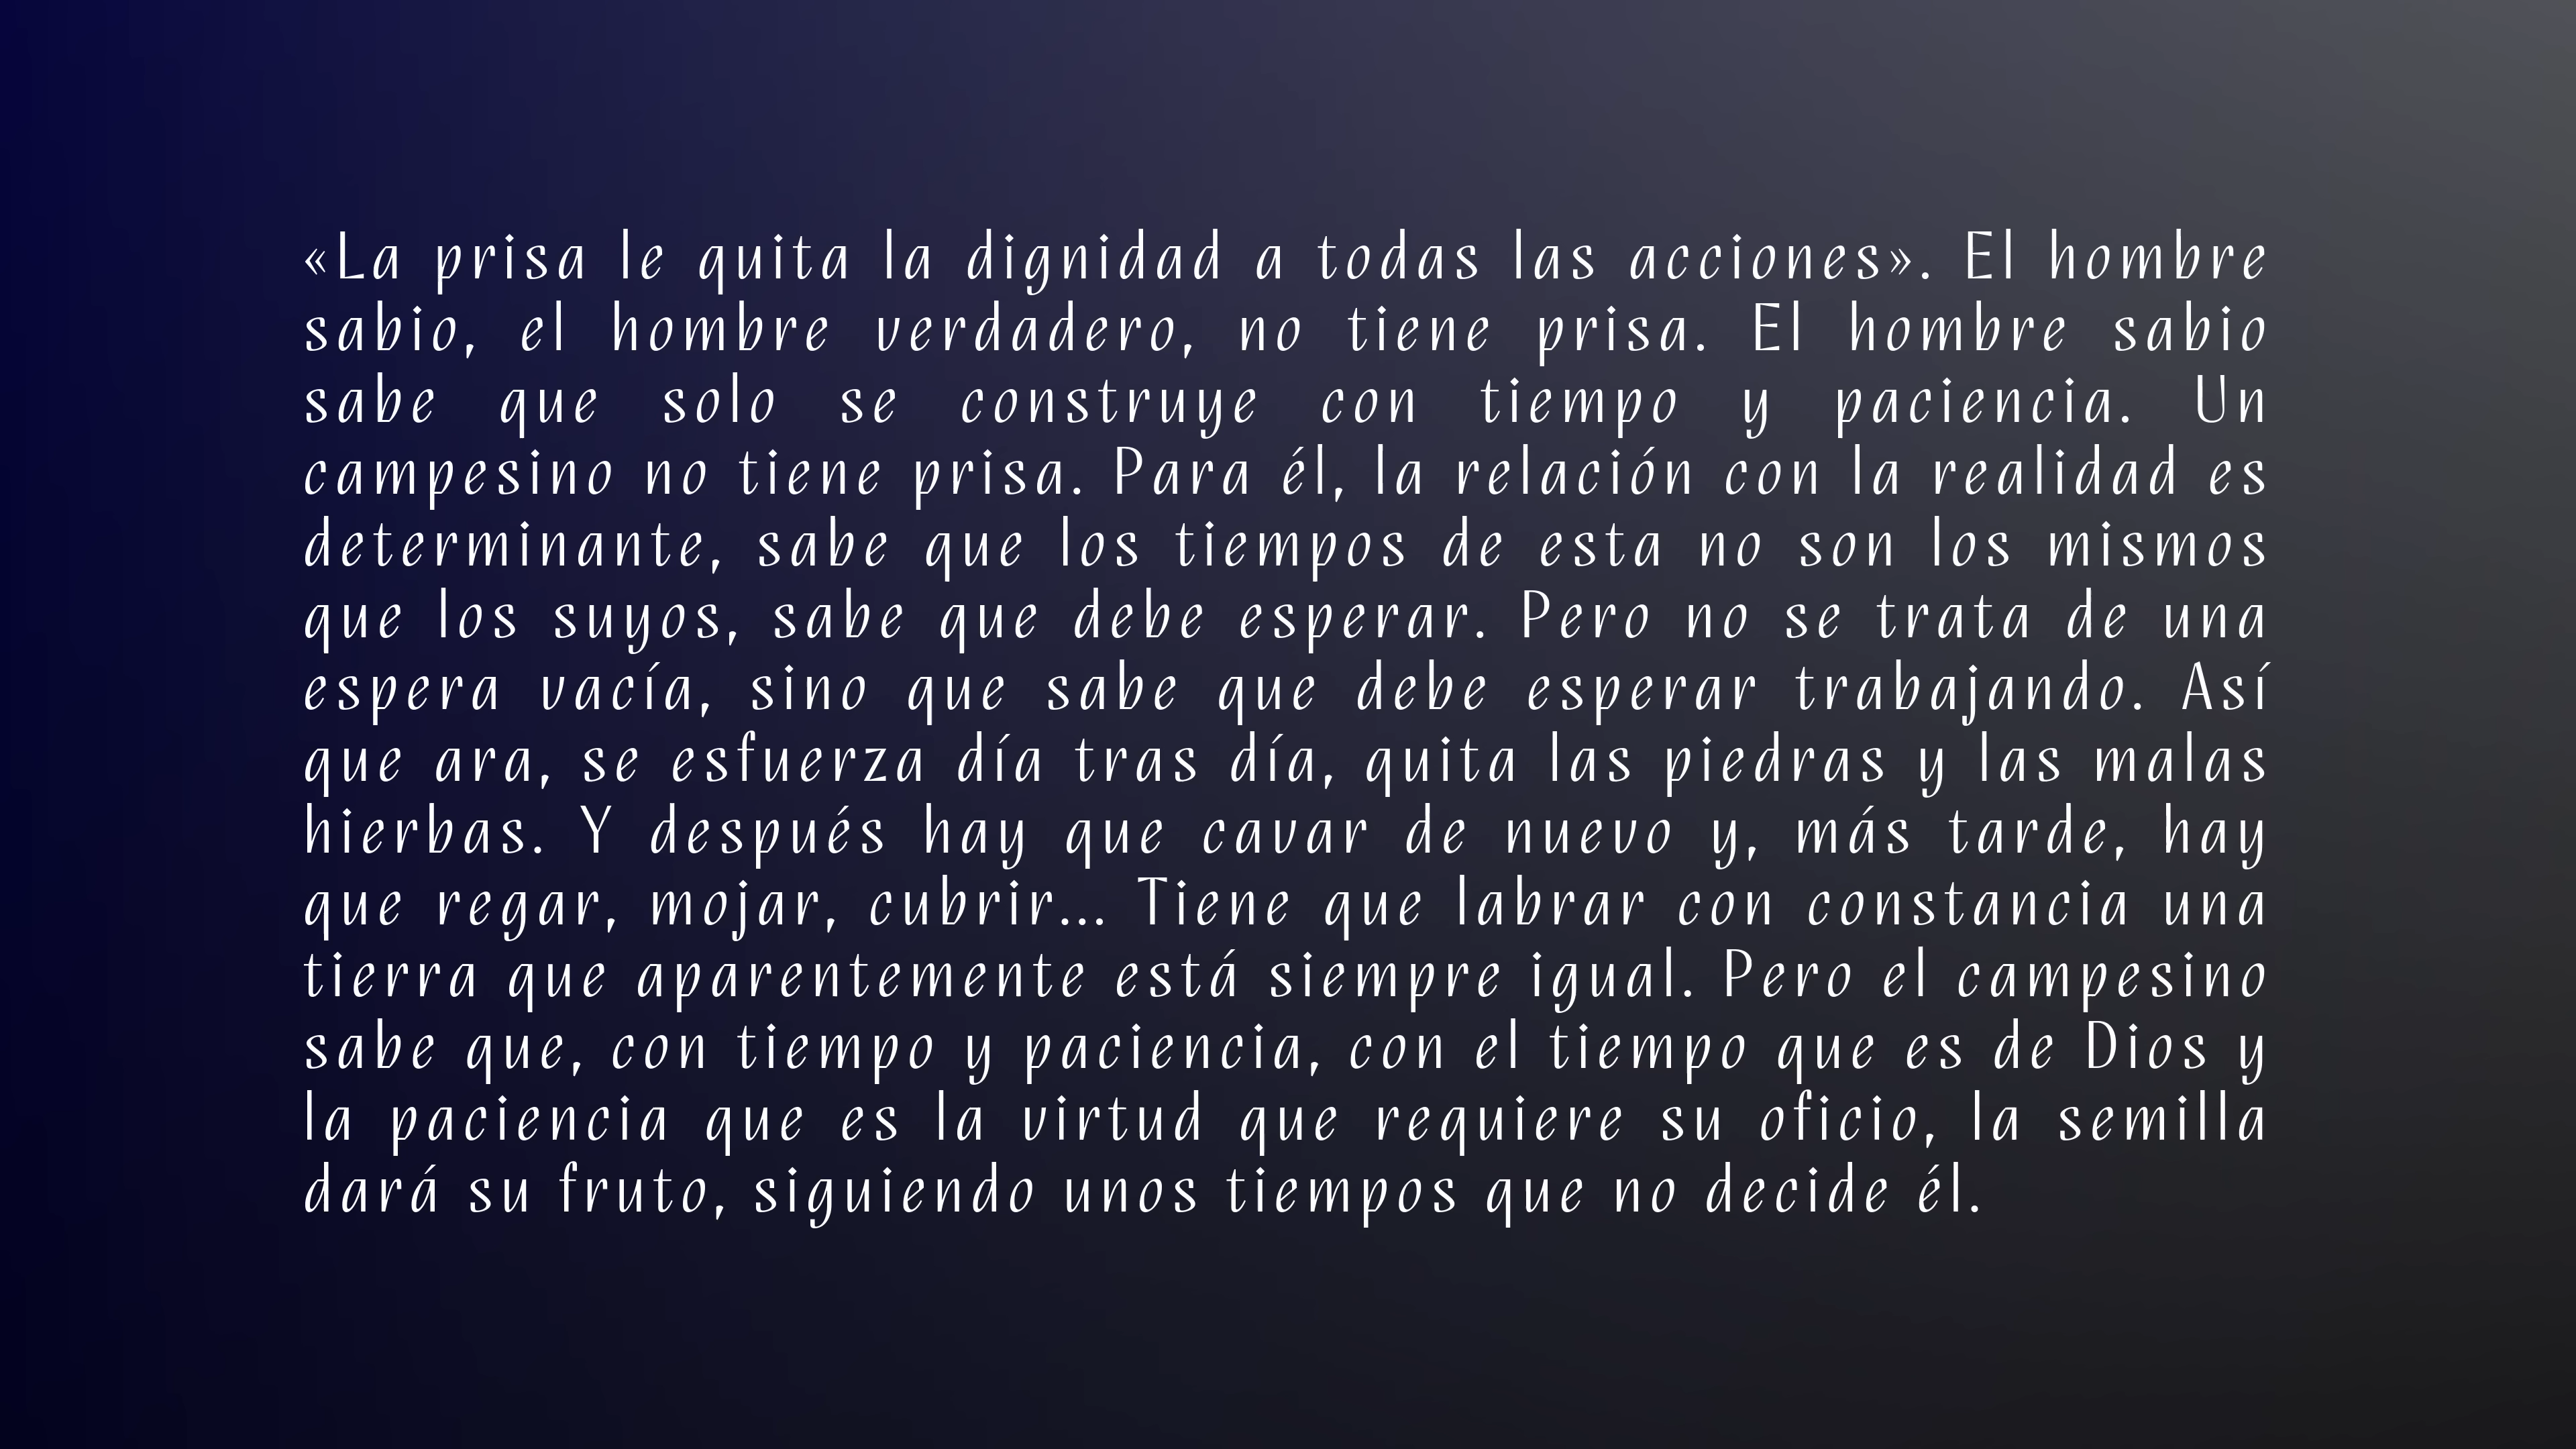 «La prisa le quita la dignidad a todas las acciones». El hombre
sabio, el hombre verdadero, no tiene prisa. El hombre sabio
sabe que solo se construye con tiempo y paciencia. Un
campesino no tiene prisa. Para él, la relación con la realidad es
determinante, sabe que los tiempos de esta no son los mismos
que los suyos, sabe que debe esperar. Pero no se trata de una
espera vacía, sino que sabe que debe esperar trabajando. Así
que ara, se esfuerza día tras día, quita las piedras y las malas
hierbas. Y después hay que cavar de nuevo y, más tarde, hay
que regar, mojar, cubrir... Tiene que labrar con constancia una
tierra que aparentemente está siempre igual. Pero el campesino
sabe que, con tiempo y paciencia, con el tiempo que es de Dios y
la paciencia que es la virtud que requiere su oficio, la semilla
dará su fruto, siguiendo unos tiempos que no decide él.